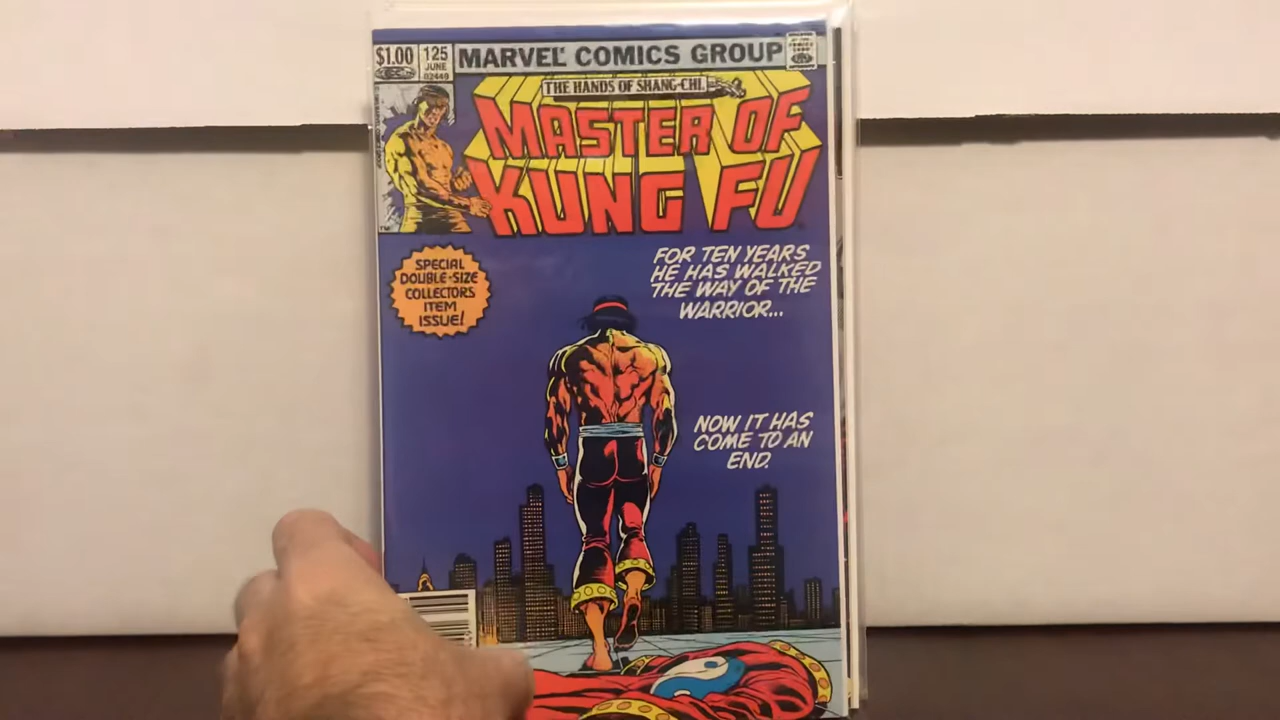 $1.00
125
JUNE
02449
MARVEL COMICS GROUP
THE HANDS OF SHANG-CHI,
MASTER OF
KUNG FU
SPECIAL
DOUBLE-SIZE
COLLECTORS
ITEM
ISSUE!
FOR TEN YEARS
HE HAS WALKED
THE WAY OF THE
WARRIOR...
NOW IT HAS
COME TO AN
END.